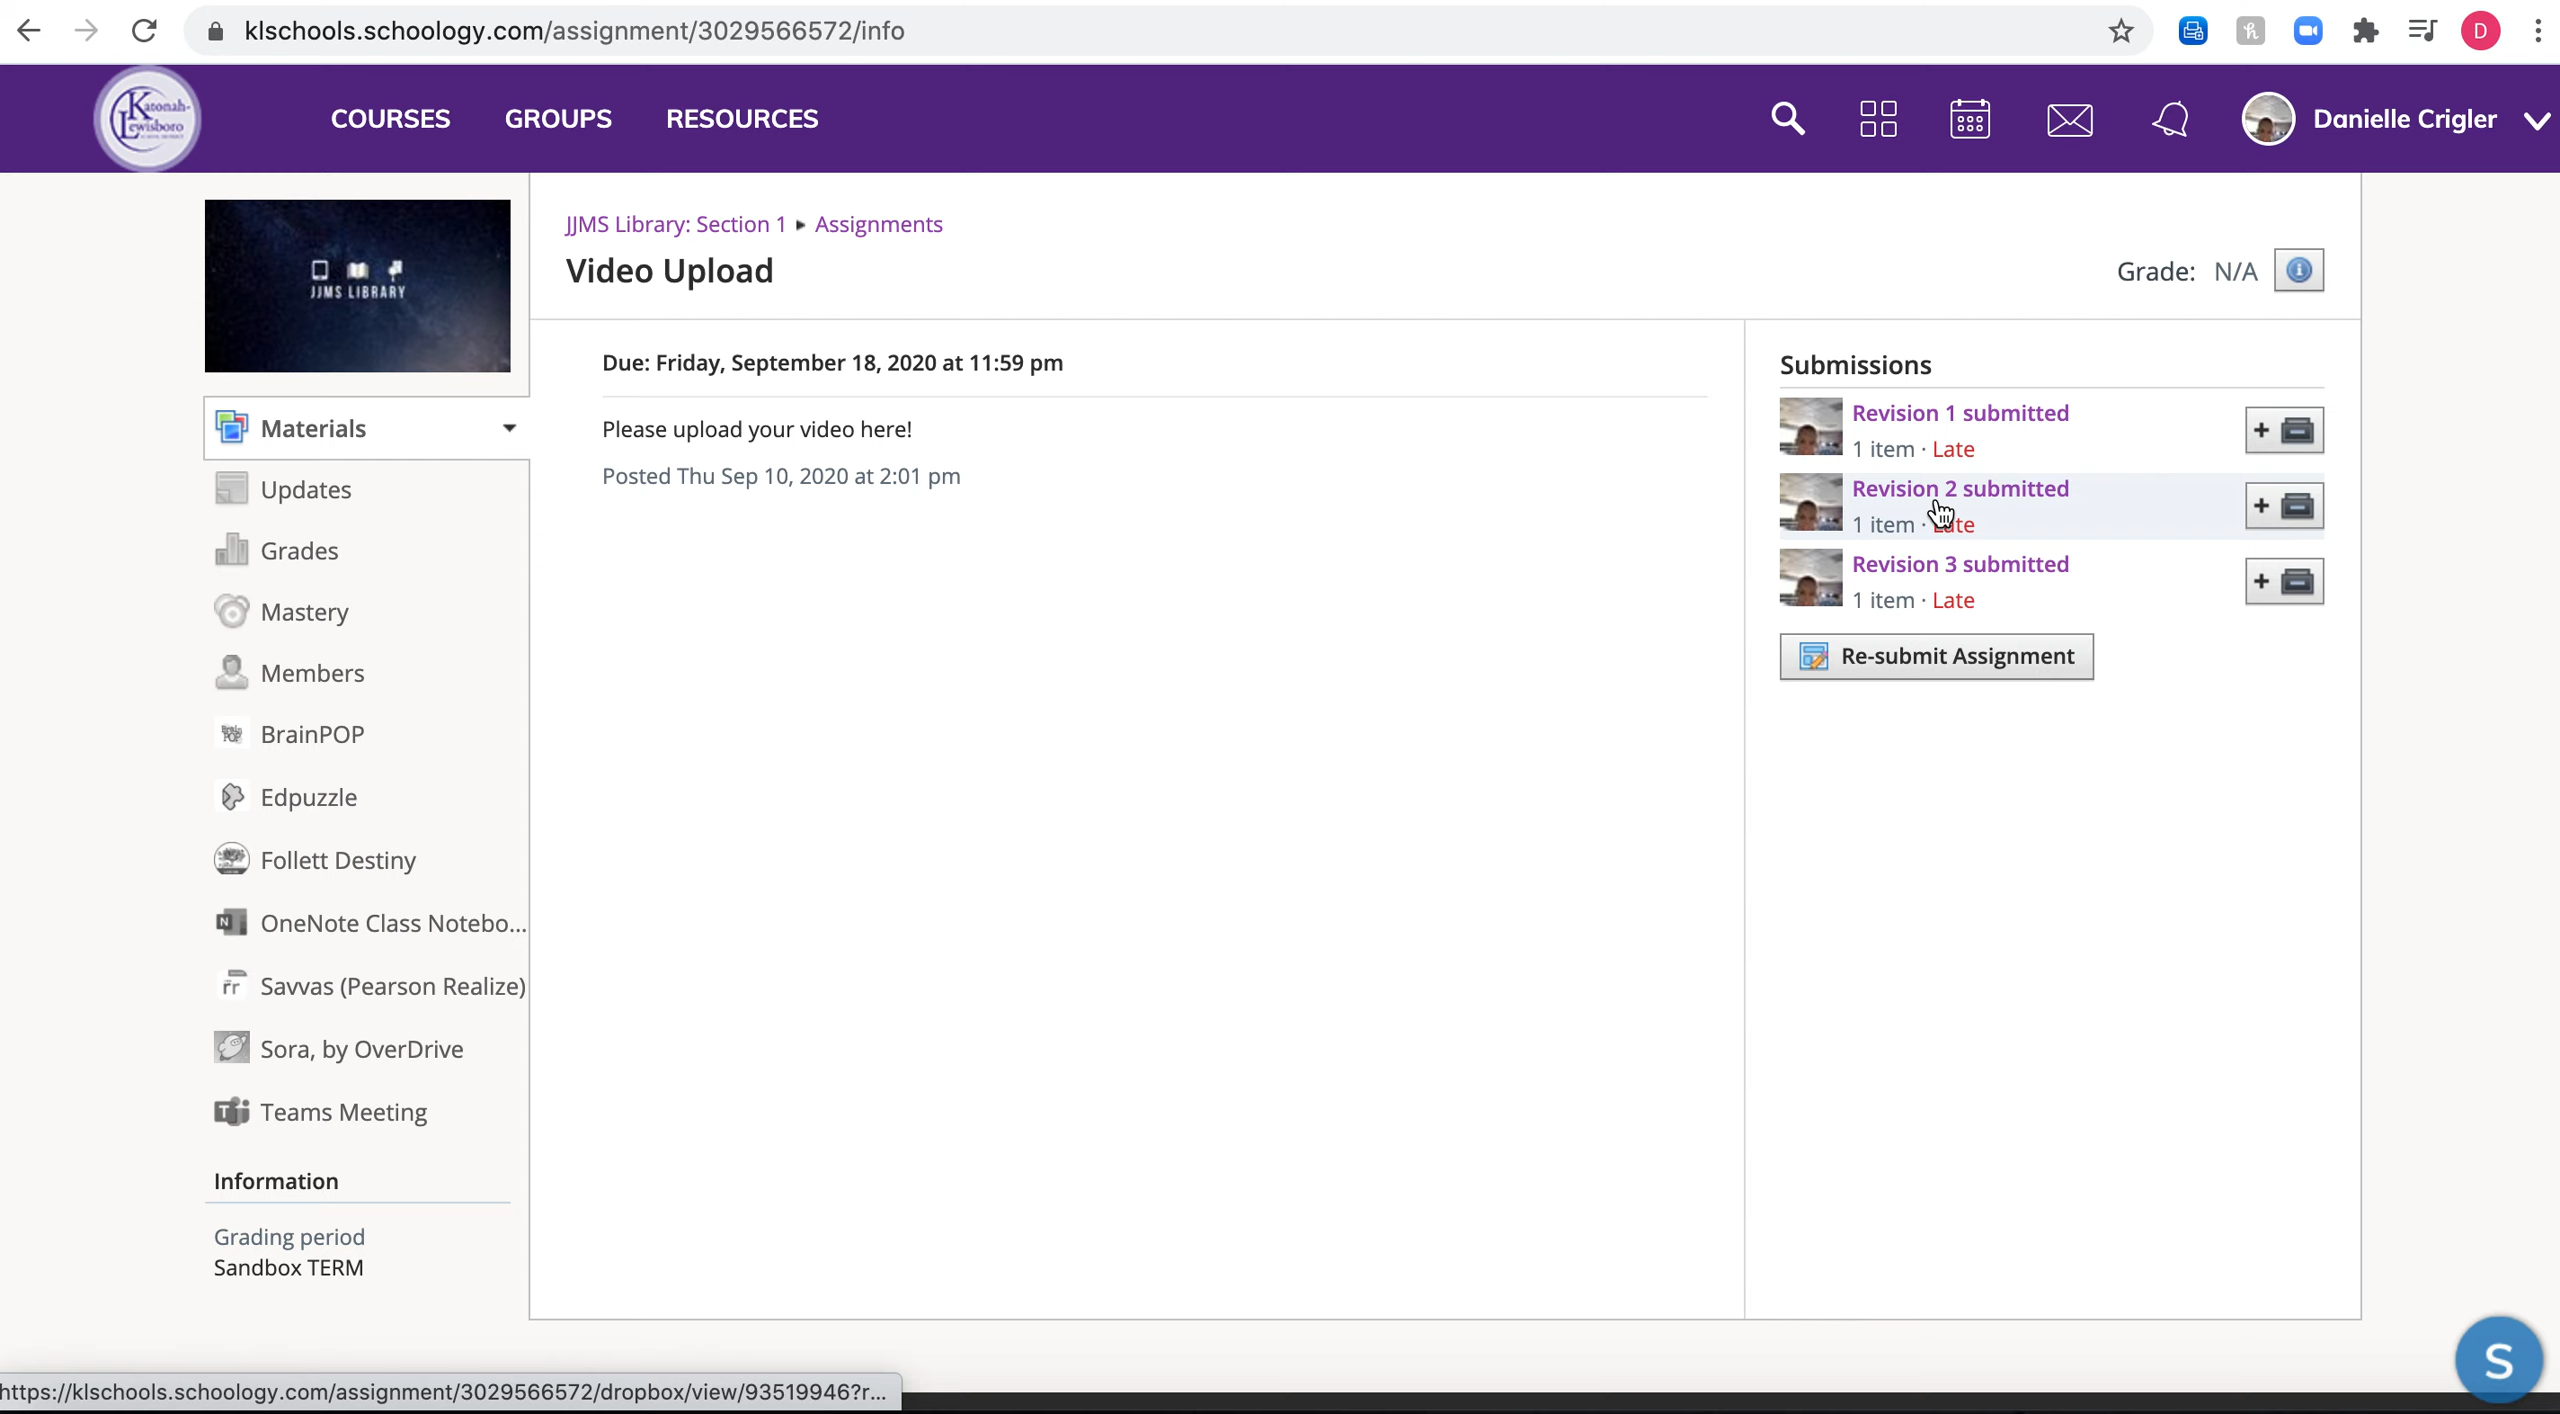 klschools.schoology.com/assignment/3029566572/info
D
Katonah-
Lewisboro
COURSES GROUPS RESOURCES
Danielle Crigler
JJMS LIBRARY
JJMS Library: Section 1 ▸ Assignments
Video Upload
Grade: N/A
Materials
Updates
Grades
Mastery
Members
BrainPOP
Edpuzzle
Follett Destiny
OneNote Class Notebo...
Savvas (Pearson Realize)
Sora, by OverDrive
Teams Meeting
Information
Grading period
Sandbox TERM
Due: Friday, September 18, 2020 at 11:59 pm
Please upload your video here!
Posted Thu Sep 10, 2020 at 2:01 pm
Submissions
Revision 1 submitted
1 item · Late
Revision 2 submitted
1 item · Late
Revision 3 submitted
1 item · Late
Re-submit Assignment
S
https://klschools.schoology.com/assignment/3029566572/dropbox/view/93519946?r...